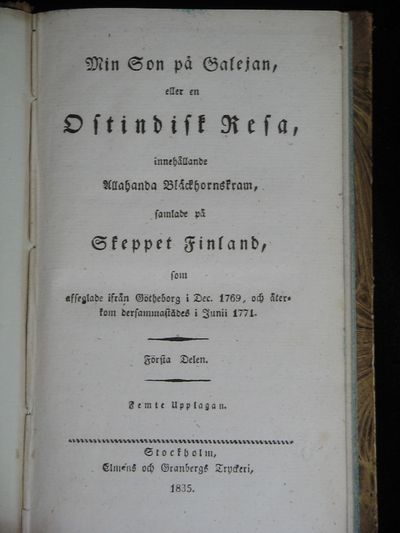 Min Son på Galejan,
eller en
Ostindisk Resa,
innehållande
Allahanda Bläckhornskram,
samlade på
Skeppet Finland,
som
afseglade ifrån Götheborg i Dec. 1769, och åter-
kom dersammastädes i Junii 1771.
Första Delen.
Femte Upplagan.
Stockholm,
Elméns och Granbergs Tryckeri,
1835.